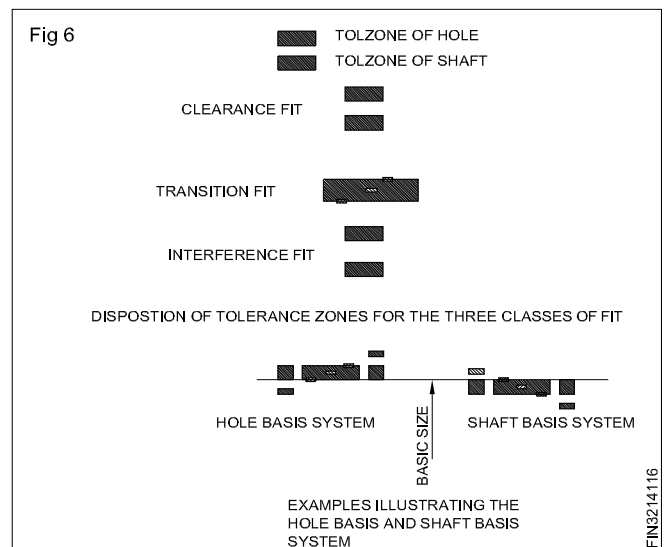 Fig 6
TOLZONE OF HOLE
TOLZONE OF SHAFT
CLEARANCE FIT
TRANSITION FIT
INTERFERENCE FIT
DISPOSTION OF TOLERANCE ZONES FOR THE THREE CLASSES OF FIT
HOLE BASIS SYSTEM
BASIC SIZE
SHAFT BASIS SYSTEM
EXAMPLES ILLUSTRATING THE
HOLE BASIS AND SHAFT BASIS
SYSTEM
FIN3214116